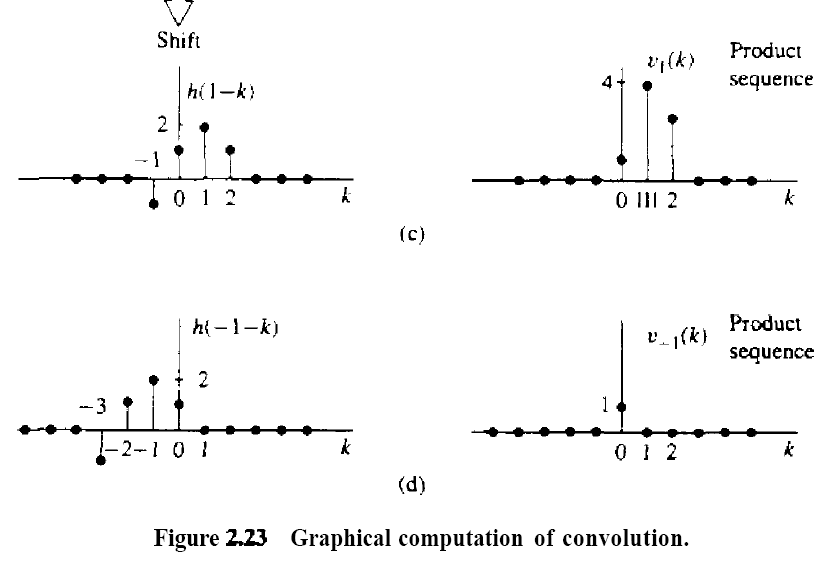 Shift
h(1−k)
2
−1
0 1 2
k
v₁(k)
Product
sequence
4
0 III 2
k
(c)
h(−1−k)
2
−3
−2 −1 0 1
k
v₋₁(k)
Product
sequence
1
0 1 2
k
(d)
Figure 2.23 Graphical computation of convolution.